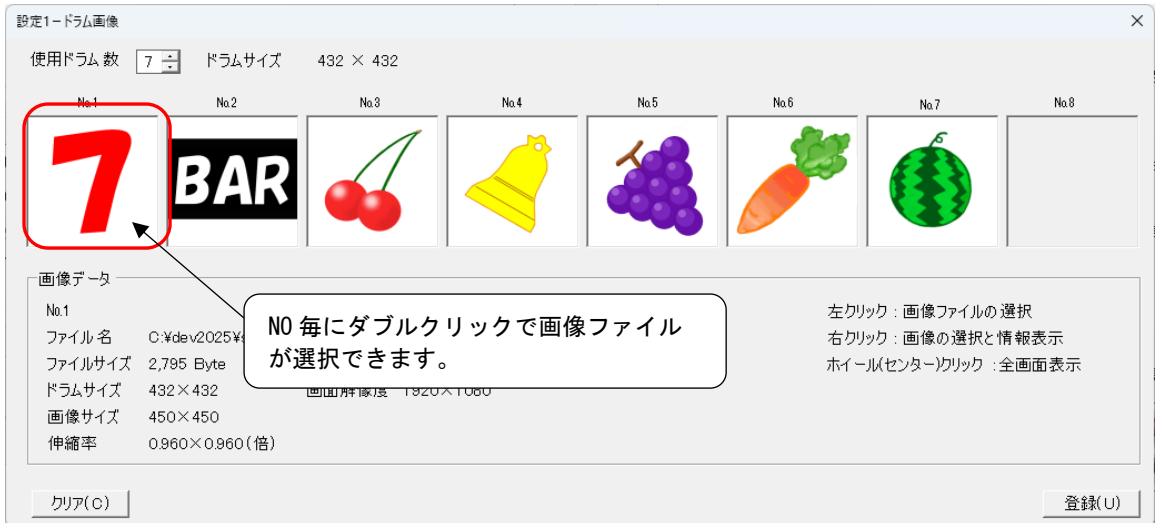 設定1-ドラム画像
使用ドラム数 7 ドラムサイズ 432 × 432
No.1 No.2 No.3 No.4 No.5 No.6 No.7 No.8
7 BAR
画像データ
No.1
ファイル名 C:¥dev2025¥
ファイルサイズ 2,795 Byte
ドラムサイズ 432×432 画面解像度 1920×1080
画像サイズ 450×450
伸縮率 0.960×0.960(倍)
NO 毎にダブルクリックで画像ファイル
が選択できます。
左クリック:画像ファイルの選択
右クリック:画像の選択と情報表示
ホイール(センター)クリック :全画面表示
クリア(C) 登録(U)